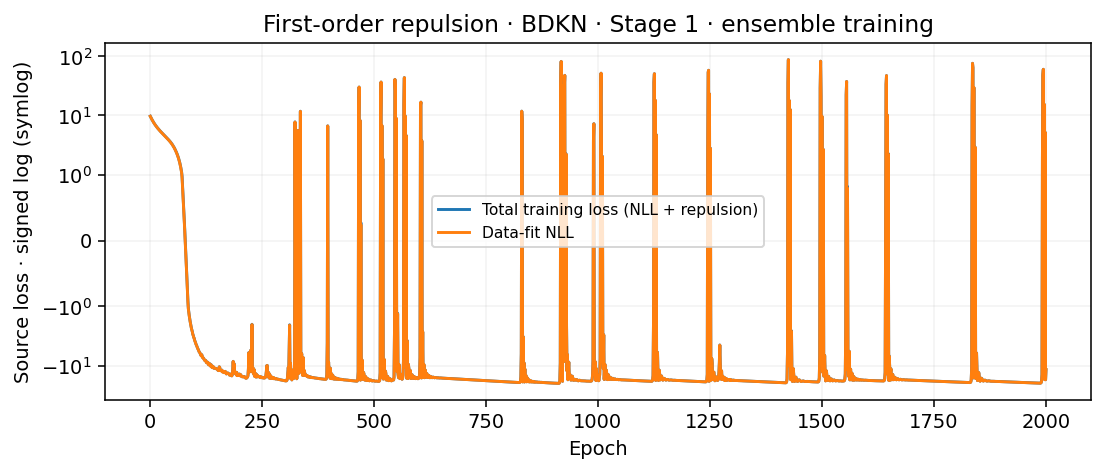 First-order repulsion · BDKN · Stage 1 · ensemble training
Source loss · signed log (symlog)
10²
10¹
10⁰
0
−10⁰
−10¹
Total training loss (NLL + repulsion)
Data-fit NLL
0 250 500 750 1000 1250 1500 1750 2000
Epoch